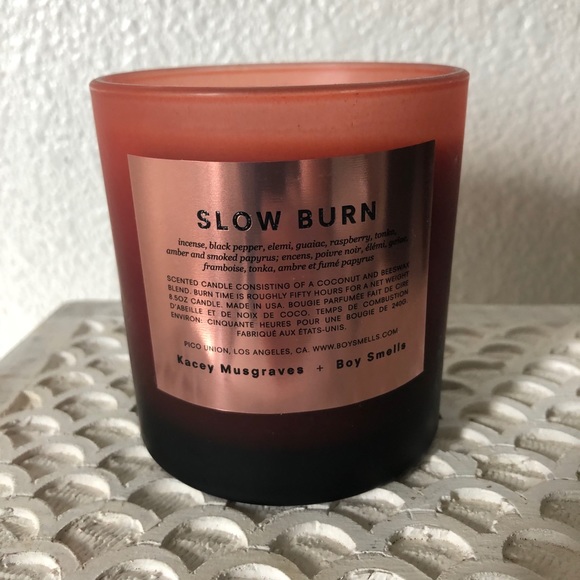 SLOW BURN
incense, black pepper, elemi, guaiac, raspberry, tonka,
amber and smoked papyrus; encens, poivre noir, élémi, gaïac,
framboise, tonka, ambre et fumé papyrus
SCENTED CANDLE CONSISTING OF A COCONUT AND BEESWAX
BLEND. BURN TIME IS ROUGHLY FIFTY HOURS FOR A NET WEIGHT
8.5OZ CANDLE. MADE IN USA. BOUGIE PARFUMÉE FAIT DE CIRE
D'ABEILLE ET DE NOIX DE COCO. TEMPS DE COMBUSTION
ENVIRON. CINQUANTE HEURES POUR UNE BOUGIE DE 240G.
FABRIQUÉ AUX ÉTATS-UNIS.
PICO UNION, LOS ANGELES, CA. WWW.BOYSMELLS.COM
Kacey Musgraves + Boy Smells